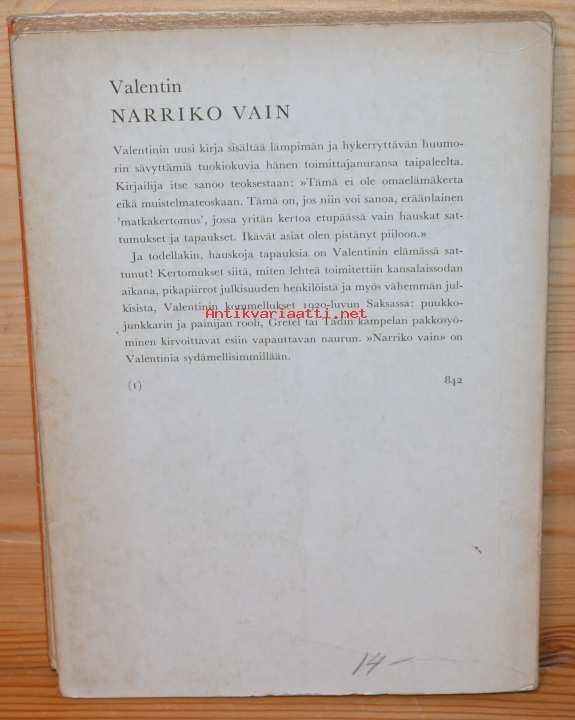 Valentin
NARRIKO VAIN
Valentinin uusi kirja sisältää lämpimän ja hykerryttävän huumo-
rin sävyttämiä tuokiokuvia hänen toimittajanuransa taipaleelta.
Kirjailija itse sanoo teoksestaan: »Tämä ei ole omaelämäkerta
eikä muistelmateoskaan. Tämä on, jos niin voi sanoa, eräänlainen
'matkakertomus', jossa yritän kertoa etupäässä vain hauskat sat-
tumukset ja tapaukset. Ikävät asiat olen pistänyt piiloon.»
Ja todellakin, hauskoja tapauksia on Valentinin elämässä sat-
tunut! Kertomukset siitä, miten lehteä toimitettiin kansalaissodan
aikana, pikapiirrot julkisuuden henkilöistä ja myös vähemmän jul-
kisista, Valentinin kommellukset 1920-luvun Saksassa: puukko-
junkkarin ja painijan rooli, Gretel tai Tädin kampelan pakkosyö-
minen kirvoittavat esiin vapauttavan naurun. »Narriko vain» on
Valentinia sydämellisimmillään.
(1) 842
Antikvariaatti.net
14-